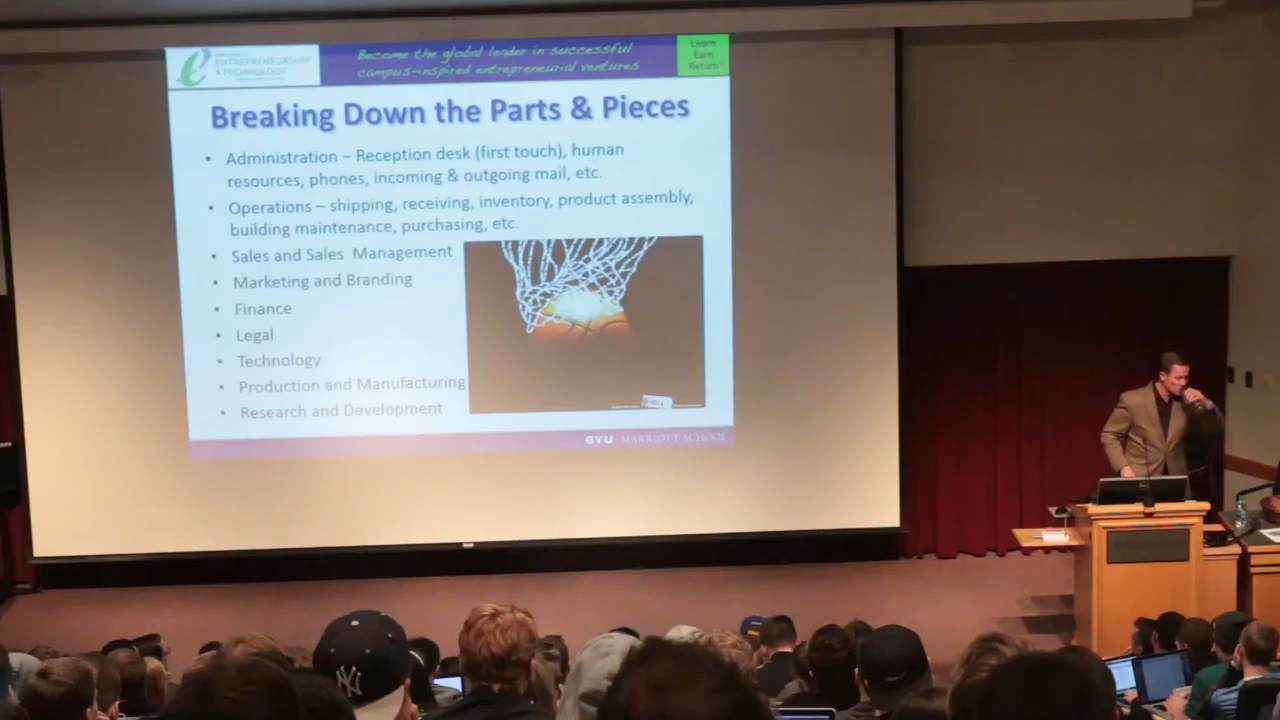 ENTREPRENEURSHIP
& TECHNOLOGY
Become the global leader in successful
campus-inspired entrepreneurial ventures
Learn
Earn
Return™
Breaking Down the Parts & Pieces
• Administration – Reception desk (first touch), human
resources, phones, incoming & outgoing mail, etc.
• Operations – shipping, receiving, inventory, product assembly,
building maintenance, purchasing, etc.
• Sales and Sales Management
• Marketing and Branding
• Finance
• Legal
• Technology
• Production and Manufacturing
• Research and Development
BYU | MARRIOTT SCHOOL
NY